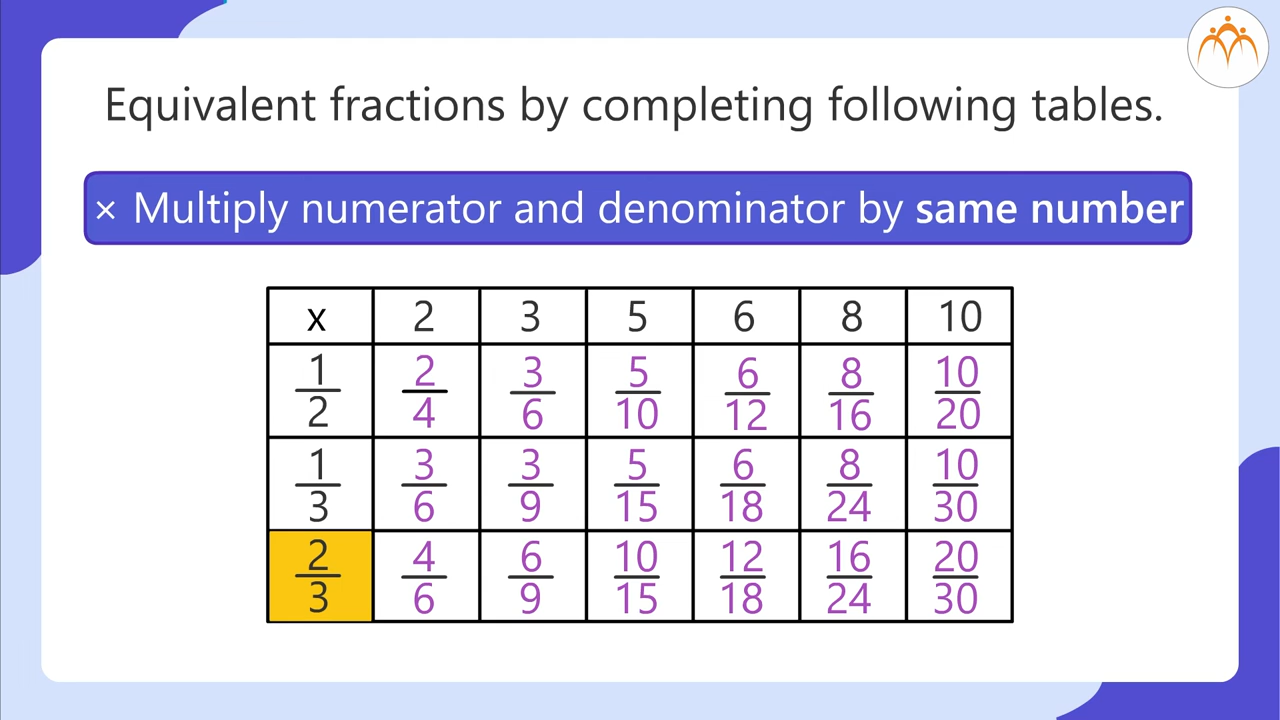 Equivalent fractions by completing following tables.
× Multiply numerator and denominator by same number
x 2 3 5 6 8 10
1/2 2/4 3/6 5/10 6/12 8/16 10/20
1/3 3/6 3/9 5/15 6/18 8/24 10/30
2/3 4/6 6/9 10/15 12/18 16/24 20/30